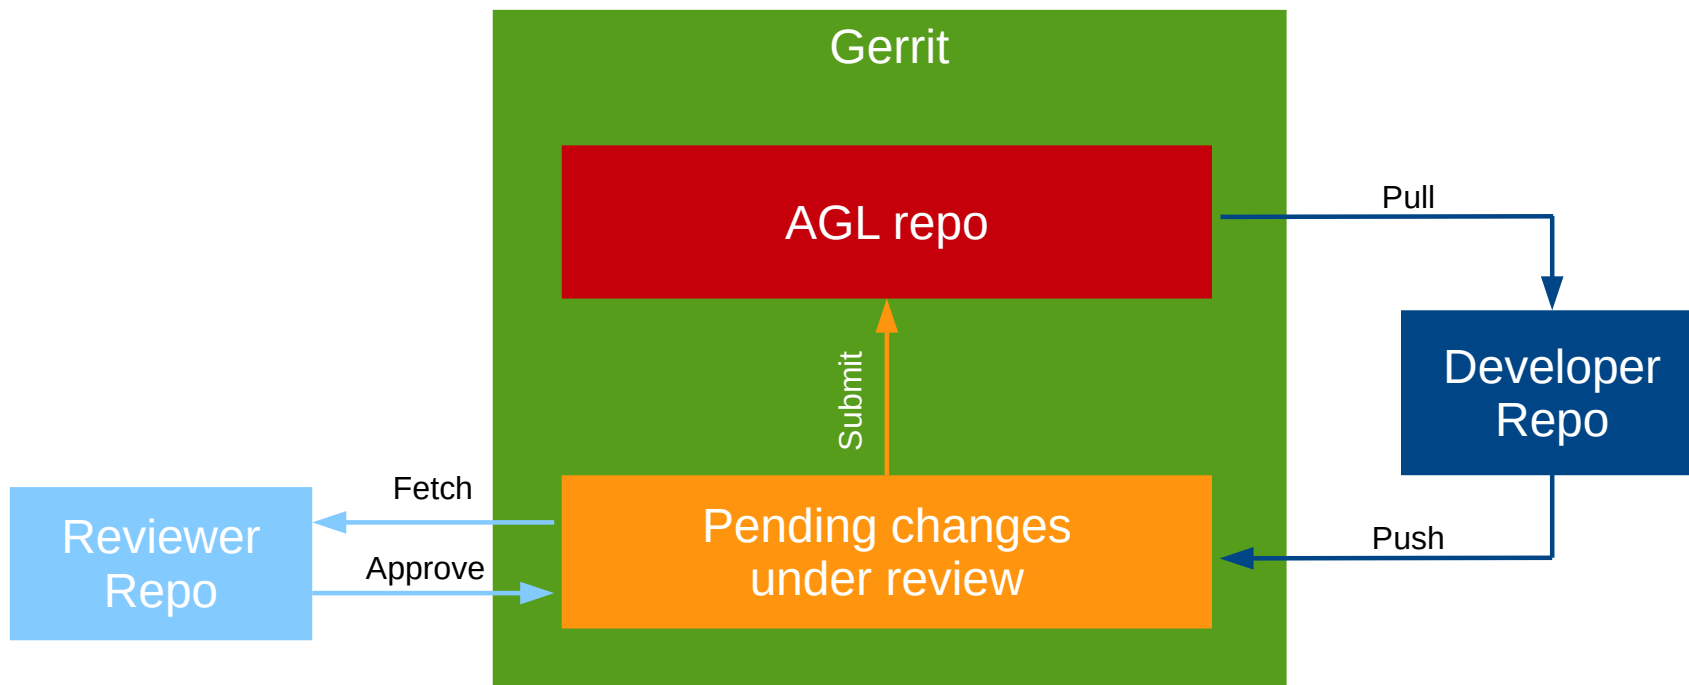 Gerrit
AGL repo
Pull
Submit
Developer
Repo
Fetch
Approve
Reviewer
Repo
Pending changes
under review
Push